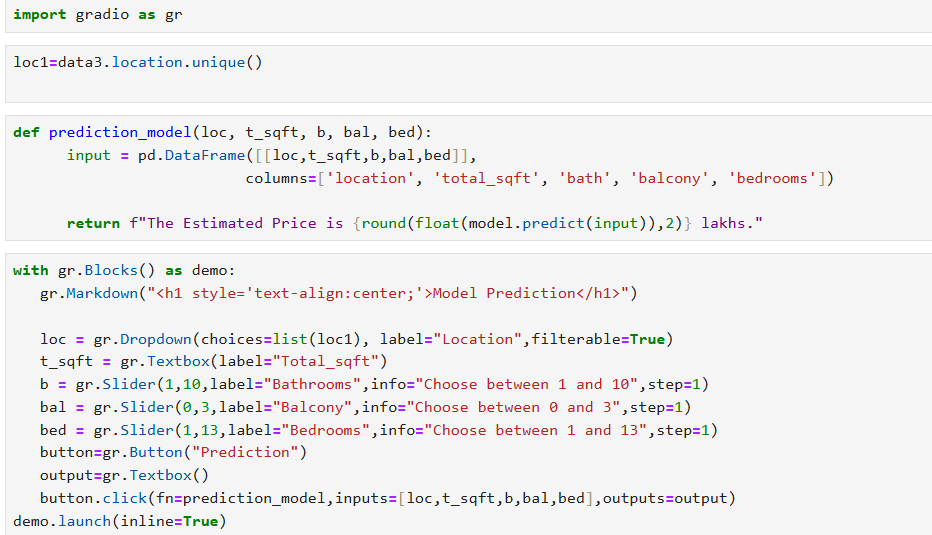 import gradio as gr
loc1=data3.location.unique()
def prediction_model(loc, t_sqft, b, bal, bed):
input = pd.DataFrame([[loc,t_sqft,b,bal,bed]],
columns=['location', 'total_sqft', 'bath', 'balcony', 'bedrooms'])
return f"The Estimated Price is {round(float(model.predict(input)),2)} lakhs."
with gr.Blocks() as demo:
gr.Markdown("<h1 style='text-align:center;'>Model Prediction</h1>")
loc = gr.Dropdown(choices=list(loc1), label="Location",filterable=True)
t_sqft = gr.Textbox(label="Total_sqft")
b = gr.Slider(1,10,label="Bathrooms",info="Choose between 1 and 10",step=1)
bal = gr.Slider(0,3,label="Balcony",info="Choose between 0 and 3",step=1)
bed = gr.Slider(1,13,label="Bedrooms",info="Choose between 1 and 13",step=1)
button=gr.Button("Prediction")
output=gr.Textbox()
button.click(fn=prediction_model,inputs=[loc,t_sqft,b,bal,bed],outputs=output)
demo.launch(inline=True)